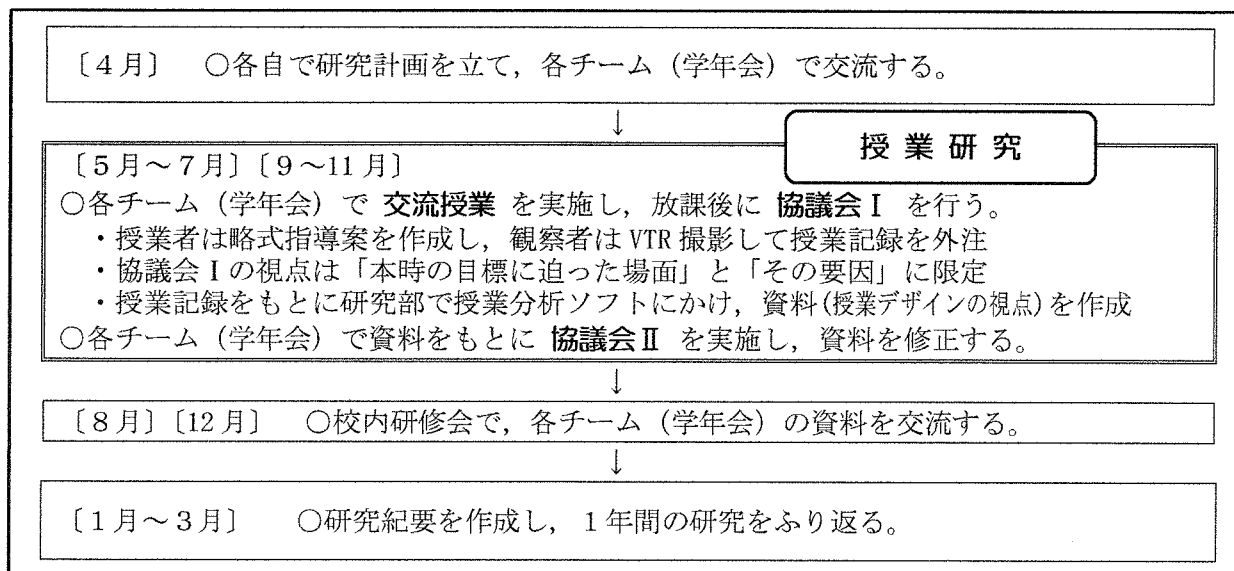 〔4月〕 ○各自で研究計画を立て，各チーム（学年会）で交流する。
↓
授業研究
〔5月～7月〕〔9～11月〕
○各チーム（学年会）で 交流授業 を実施し，放課後に 協議会Ⅰ を行う。
・授業者は略式指導案を作成し，観察者は VTR 撮影して授業記録を外注
・協議会Ⅰの視点は「本時の目標に迫った場面」と「その要因」に限定
・授業記録をもとに研究部で授業分析ソフトにかけ，資料(授業デザインの視点)を作成
○各チーム（学年会）で資料をもとに 協議会Ⅱ を実施し，資料を修正する。
↓
〔8月〕〔12月〕 ○校内研修会で，各チーム（学年会）の資料を交流する。
↓
〔1月～3月〕 ○研究紀要を作成し，1年間の研究をふり返る。